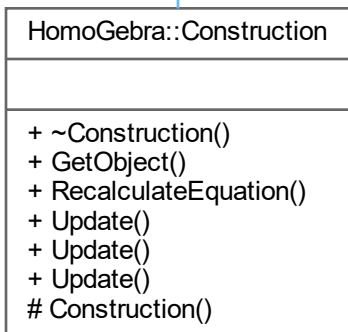 HomoGebra::Construction
+ ~Construction()
+ GetObject()
+ RecalculateEquation()
+ Update()
+ Update()
+ Update()
# Construction()